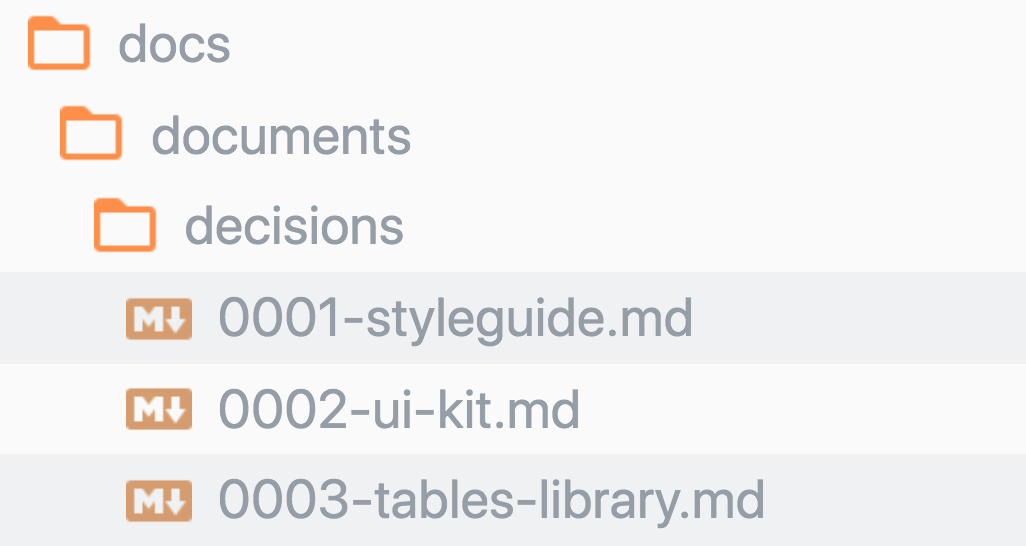 docs
documents
decisions
M↓ 0001-styleguide.md
M↓ 0002-ui-kit.md
M↓ 0003-tables-library.md